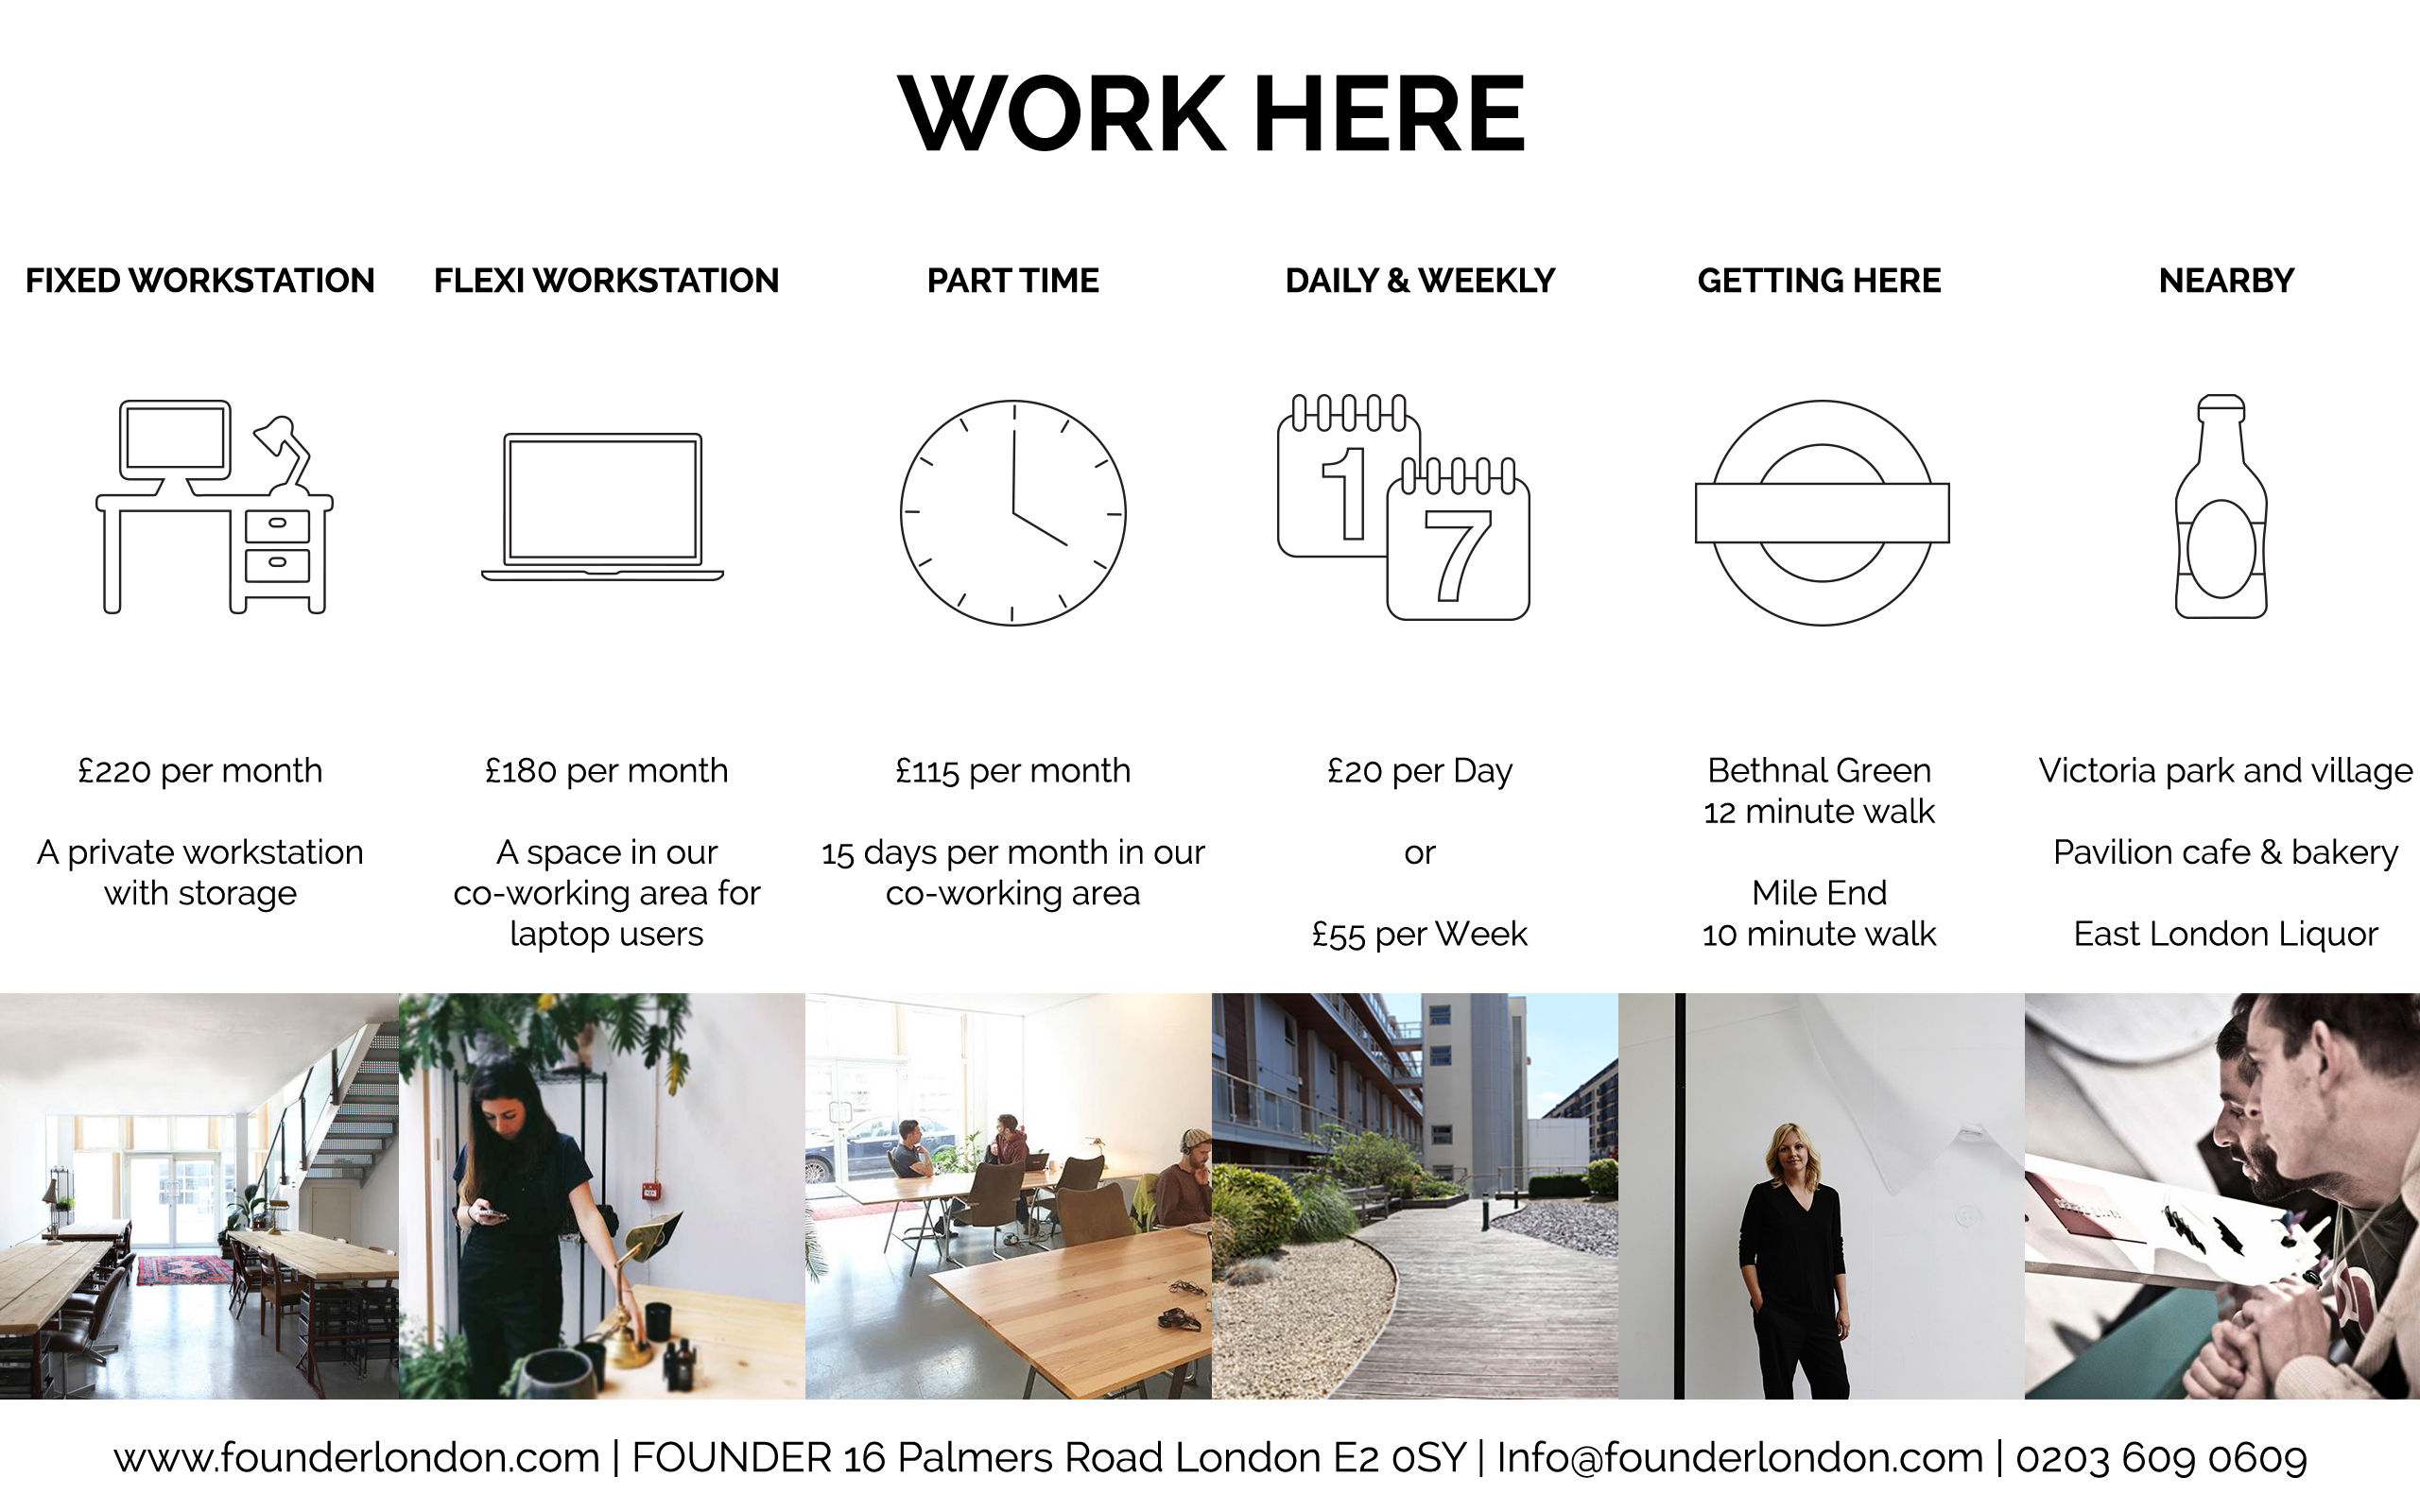 WORK HERE
FIXED WORKSTATION
£220 per month
A private workstation
with storage
FLEXI WORKSTATION
£180 per month
A space in our
co-working area for
laptop users
PART TIME
£115 per month
15 days per month in our
co-working area
DAILY & WEEKLY
1
7
£20 per Day
or
£55 per Week
GETTING HERE
Bethnal Green
12 minute walk
Mile End
10 minute walk
NEARBY
Victoria park and village
Pavilion cafe & bakery
East London Liquor
www.founderlondon.com | FOUNDER 16 Palmers Road London E2 0SY | Info@founderlondon.com | 0203 609 0609